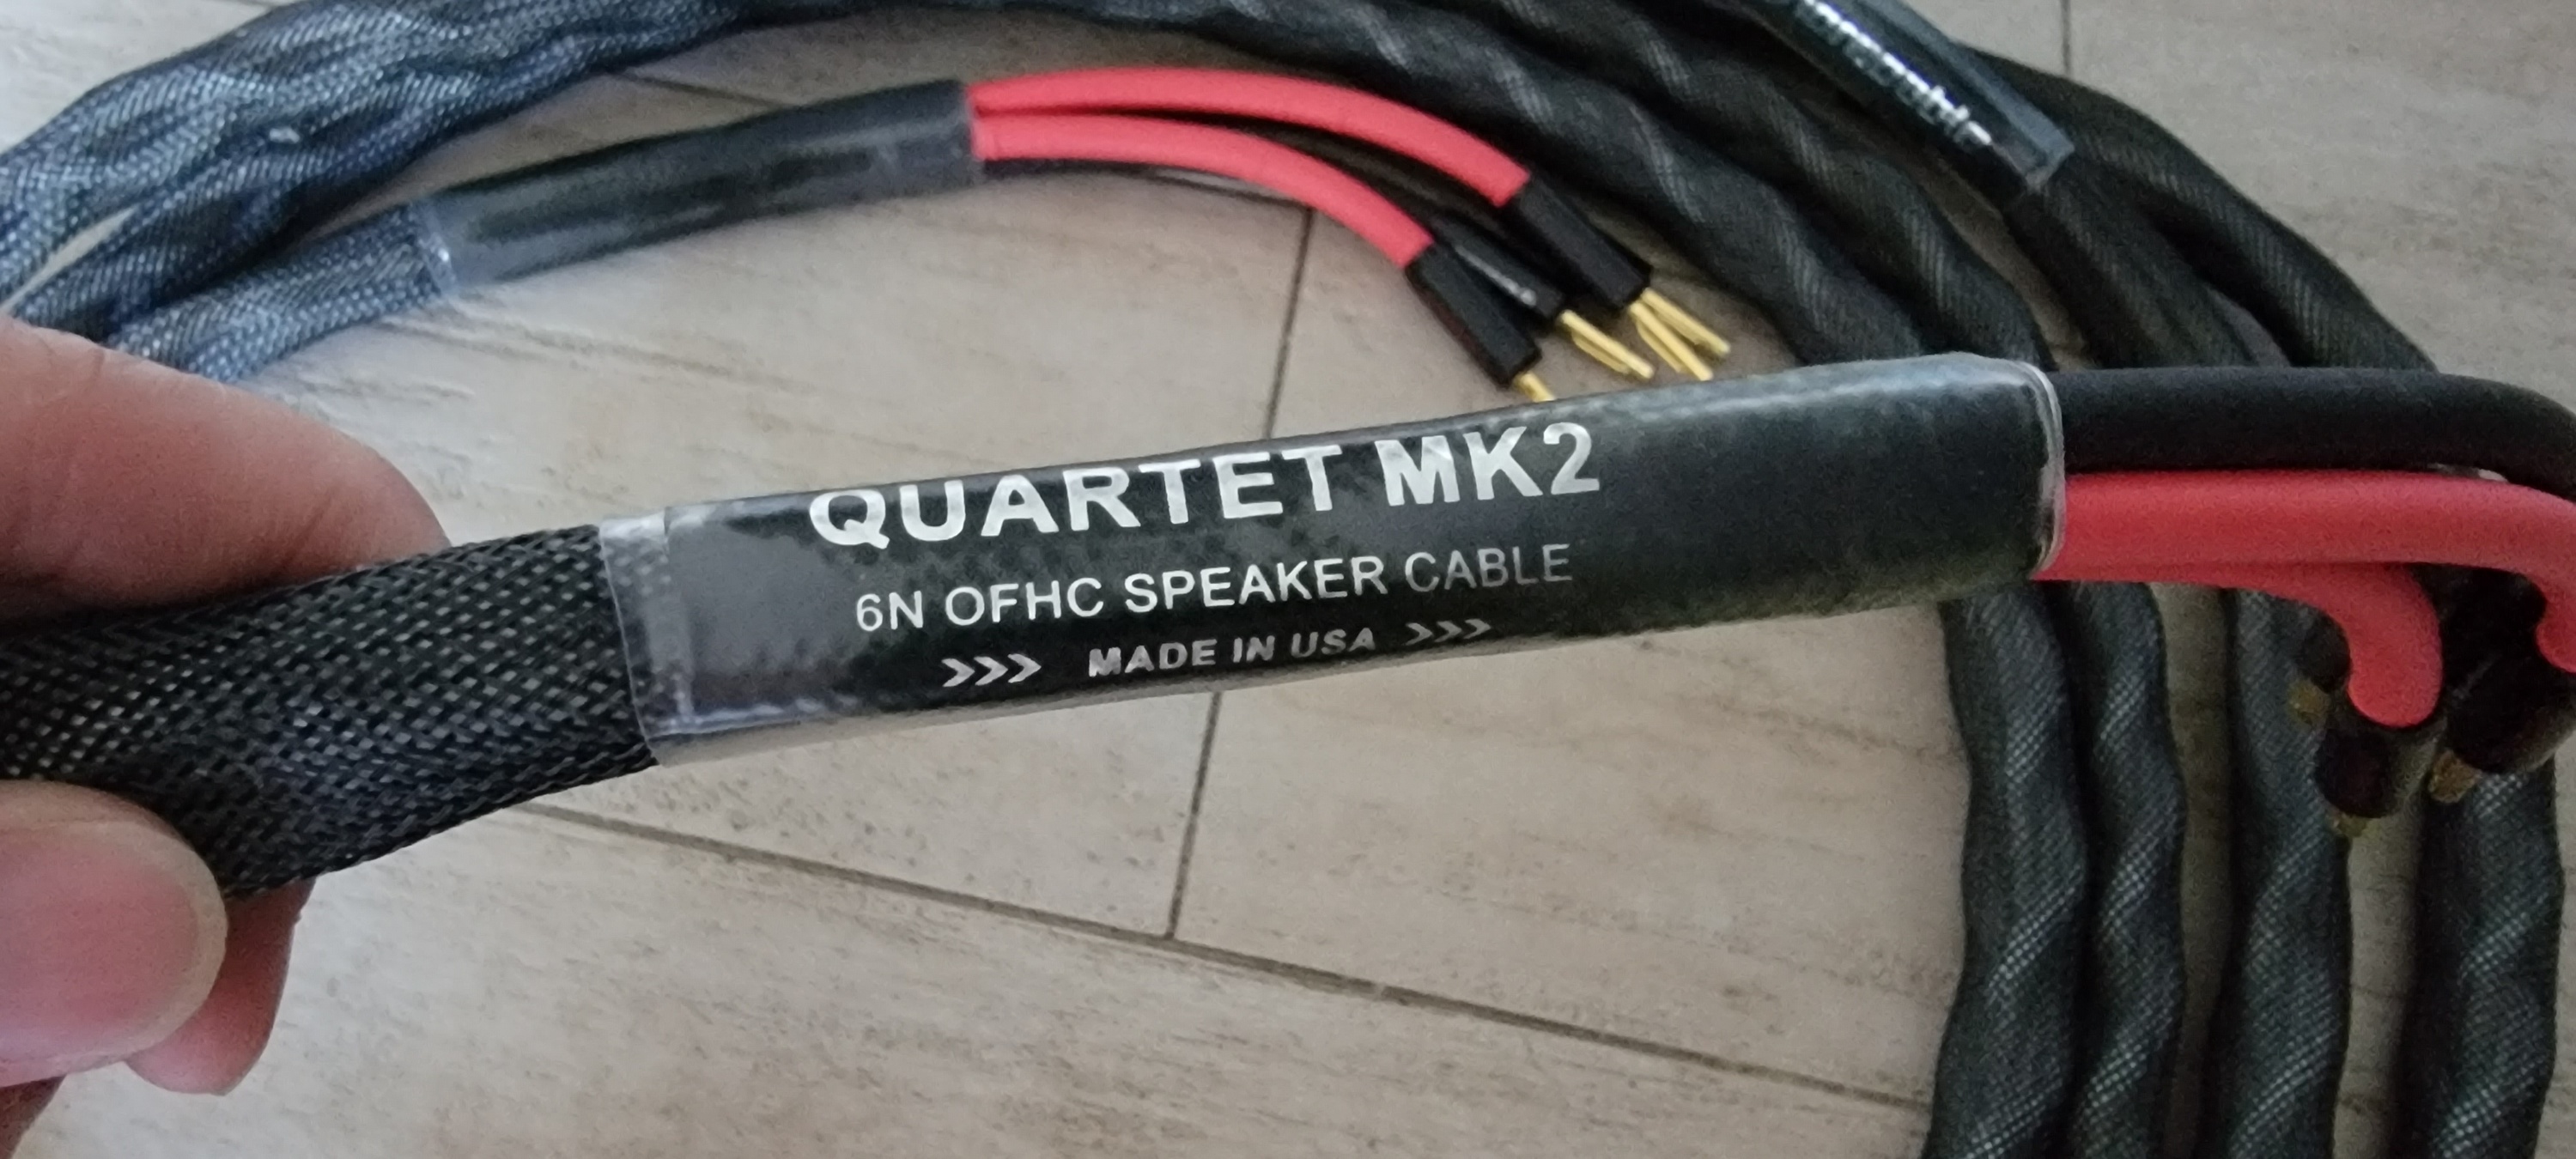 QUARTET MK2
6N OFHC SPEAKER CABLE
>>> MADE IN USA >>>